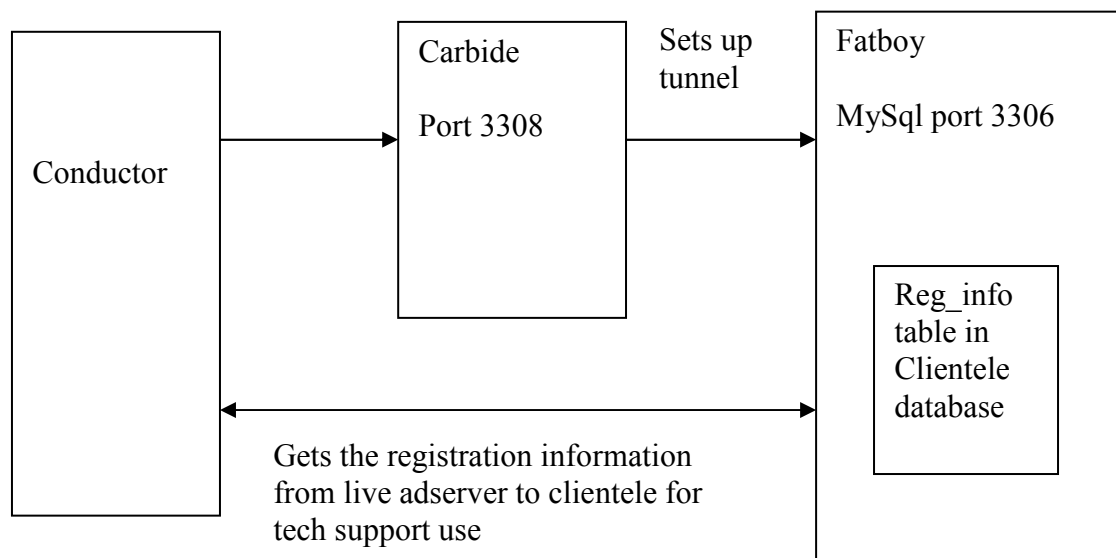 Conductor
Carbide
Port 3308
Sets up
tunnel
Fatboy
MySql port 3306
Reg_info
table in
Clientele
database
Gets the registration information
from live adserver to clientele for
tech support use